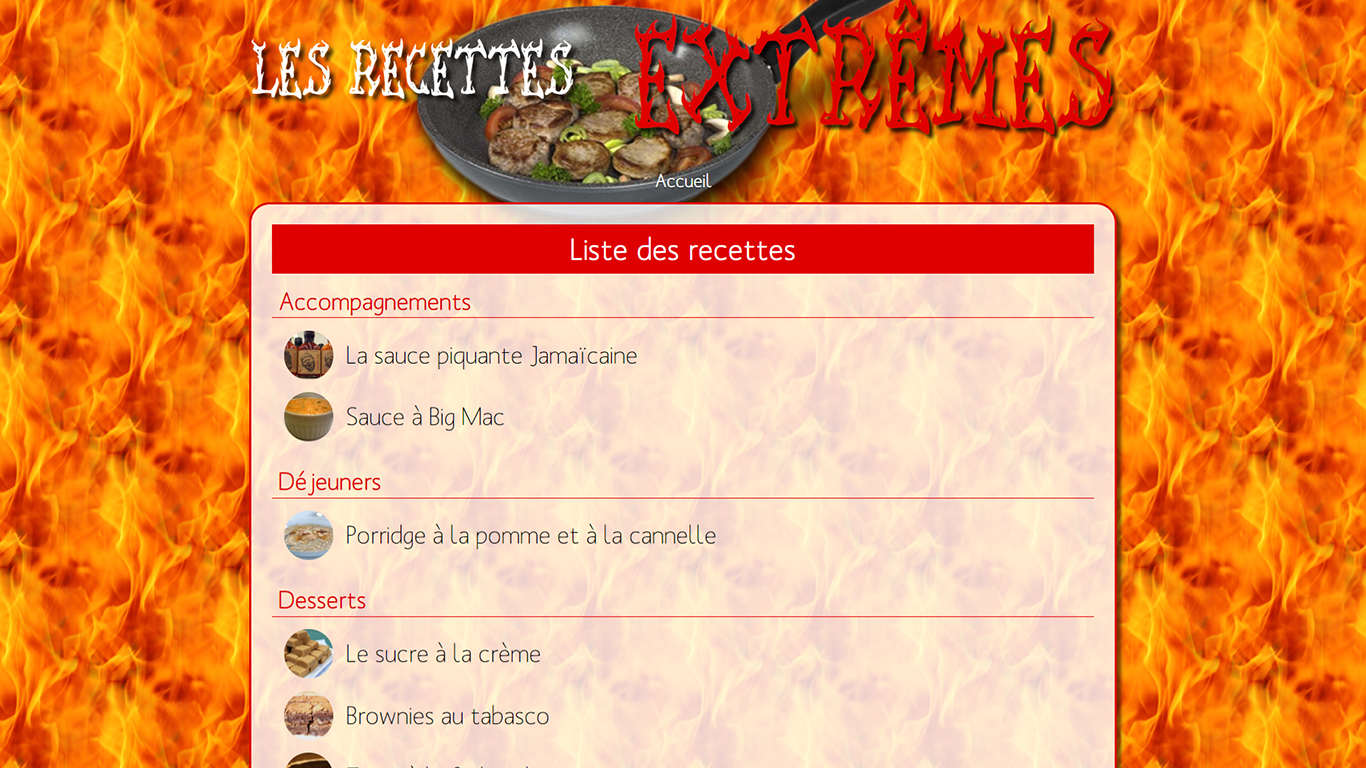 LES RECETTES EXTRÊMES
Accueil
Liste des recettes
Accompagnements
La sauce piquante Jamaïcaine
Sauce à Big Mac
Déjeuners
Porridge à la pomme et à la cannelle
Desserts
Le sucre à la crème
Brownies au tabasco